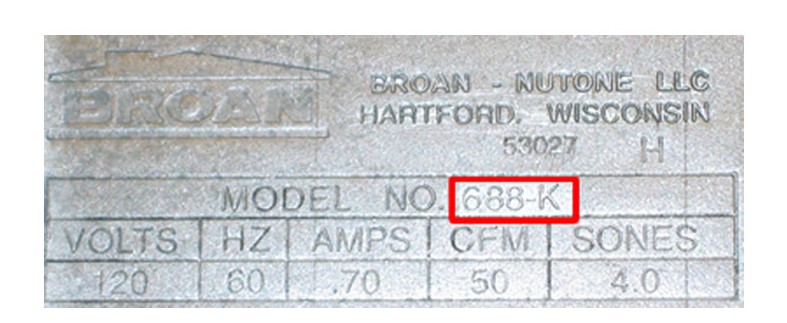 BROAN
BROAN - NUTONE LLC
HARTFORD, WISCONSIN
53027 H
MODEL NO. 688-K
VOLTS HZ AMPS CFM SONES
120 60 .70 50 4.0